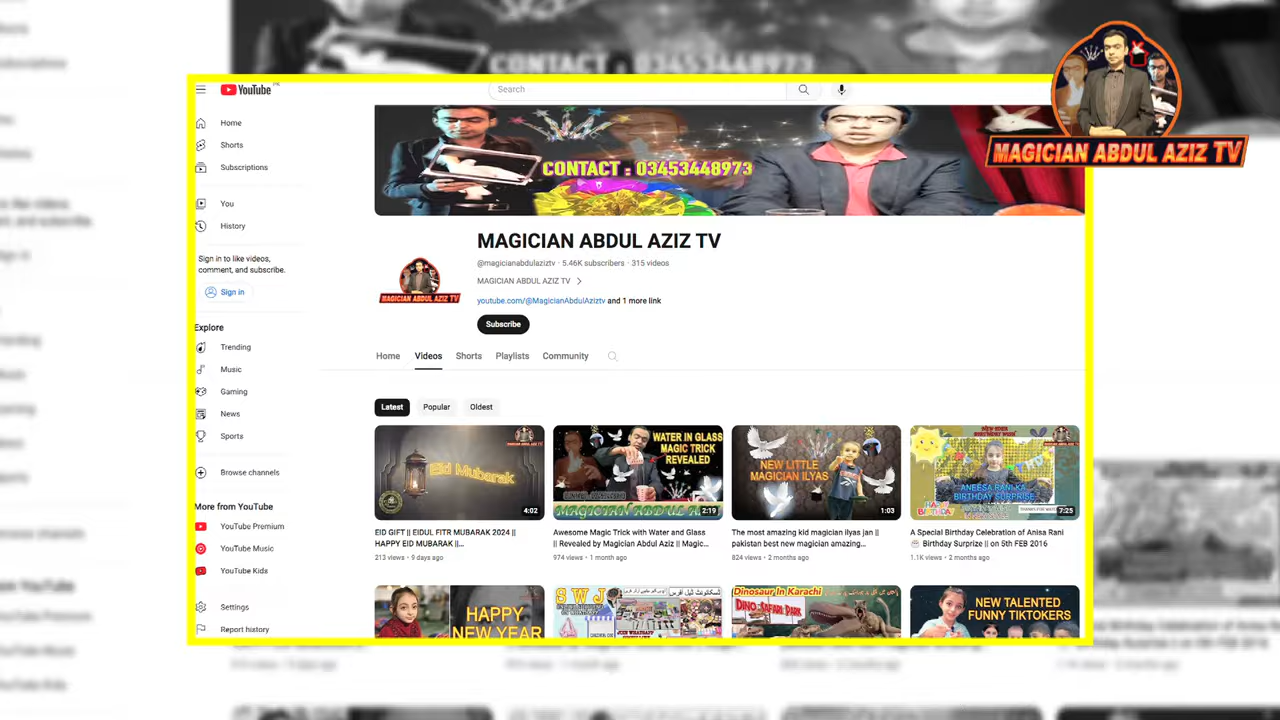 CONTACT : 03453448973
YouTube
Search
MAGICIAN ABDUL AZIZ TV
Home
Shorts
Subscriptions
You
History
Sign in to like videos,
comment, and subscribe.
Sign in
Explore
Trending
Music
Gaming
News
Sports
Browse channels
More from YouTube
YouTube Premium
YouTube Music
YouTube Kids
Settings
Report history
CONTACT : 03453448973
MAGICIAN ABDUL AZIZ TV
MAGICIAN ABDUL AZIZ TV
@magicianabdulaziztv · 5.46K subscribers · 315 videos
MAGICIAN ABDUL AZIZ TV
youtube.com/@MagicianAbdulAziztv and 1 more link
Subscribe
Home Videos Shorts Playlists Community
Latest Popular Oldest
Eid Mubarak
4:02
WATER IN GLASS
MAGIC TRICK
REVEALED
2:19
NEW LITTLE
MAGICIAN ILYAS
1:03
ANEESA RANI KA
BIRTHDAY SURPRISE
7:25
EID GIFT || EIDUL FITR MUBARAK 2024 ||
HAPPY EID MUBARAK ||...
213 views · 9 days ago
Awesome Magic Trick with Water and Glass
|| Revealed by Magician Abdul Aziz || Magic...
974 views · 1 month ago
The most amazing kid magician ilyas jan ||
pakistan best new magician amazing...
824 views · 2 months ago
A Special Birthday Celebration of Anisa Rani
🎂 Birthday Surprize || on 5th FEB 2016
1.1K views · 2 months ago
HAPPY
NEW YEAR
SWJ
Dinosaur In Karachi
DINO SAFARI PARK
NEW TALENTED
FUNNY TIKTOKERS